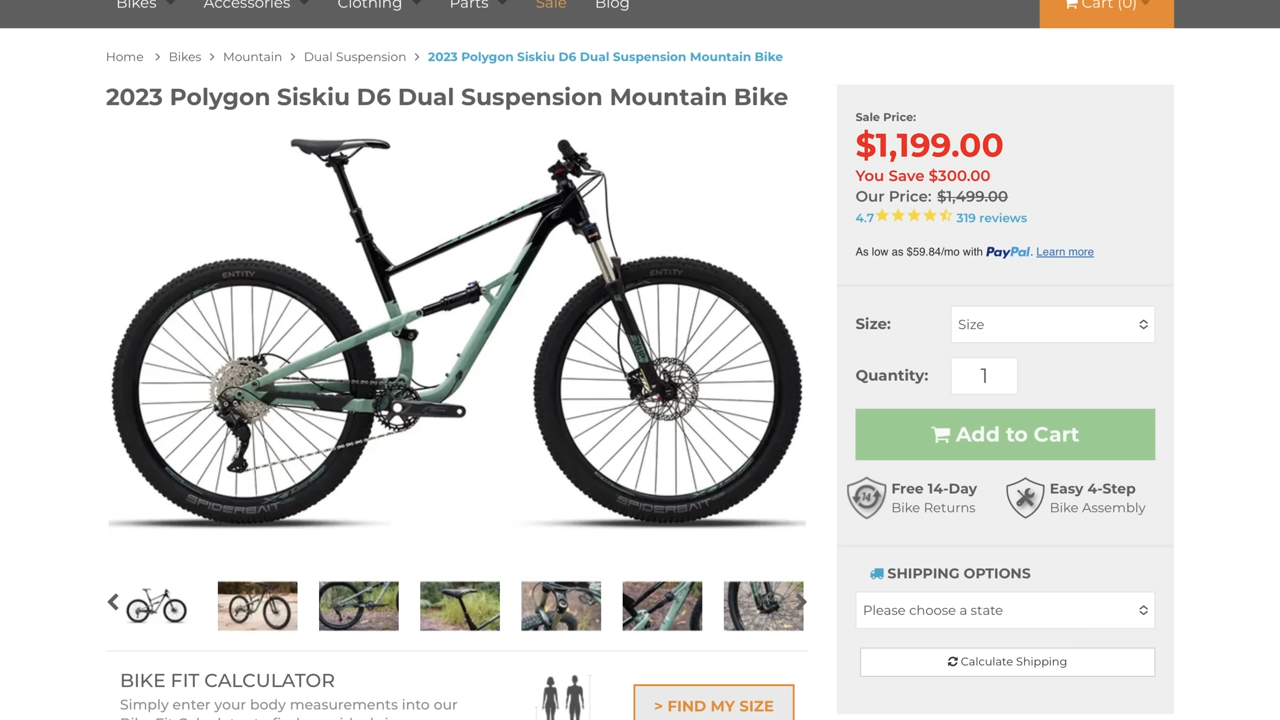 Bikes Accessories Clothing Parts Sale Blog Cart (0)
Home > Bikes > Mountain > Dual Suspension > 2023 Polygon Siskiu D6 Dual Suspension Mountain Bike
2023 Polygon Siskiu D6 Dual Suspension Mountain Bike
ENTITY
ENTITY
Sale Price:
$1,199.00
You Save $300.00
Our Price: $1,499.00
4.7 319 reviews
As low as $59.84/mo with PayPal. Learn more
Size: Size
Quantity: 1
Add to Cart
14
Free 14-Day
Bike Returns
Easy 4-Step
Bike Assembly
SHIPPING OPTIONS
Please choose a state
Calculate Shipping
BIKE FIT CALCULATOR
Simply enter your body measurements into our
> FIND MY SIZE